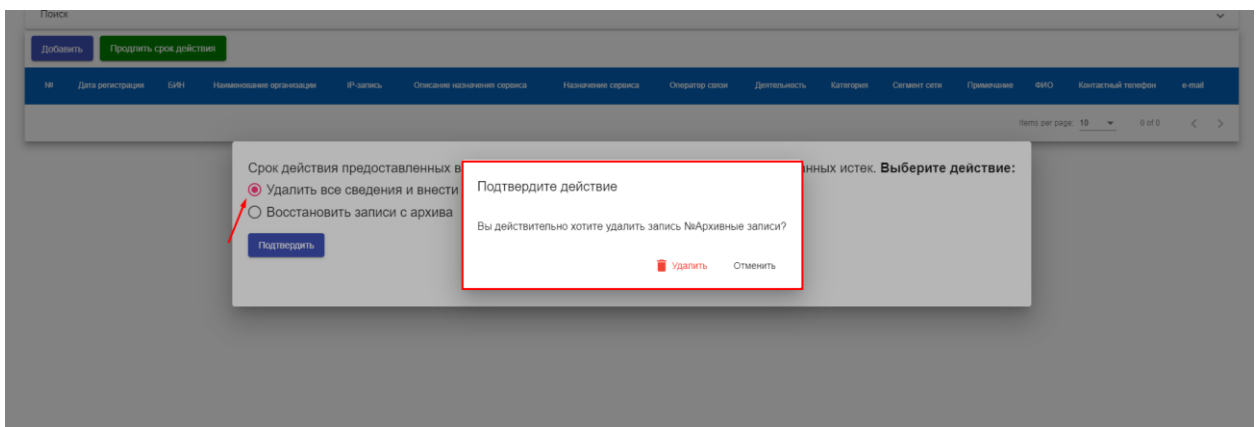 Поиск
Добавить Продлить срок действия
№ Дата регистрации БИН Наименование организации IP-запись Описание назначения сервиса Назначение сервиса Оператор связи Деятельность Категория Сегмент сети Примечание ФИО Контактный телефон e-mail
Items per page: 10 0 of 0
Срок действия предоставленных в нных истек. Выберите действие:
Удалить все сведения и внести
Восстановить записи с архива
Подтвердить
Подтвердите действие
Вы действительно хотите удалить запись №Архивные записи?
Удалить Отменить